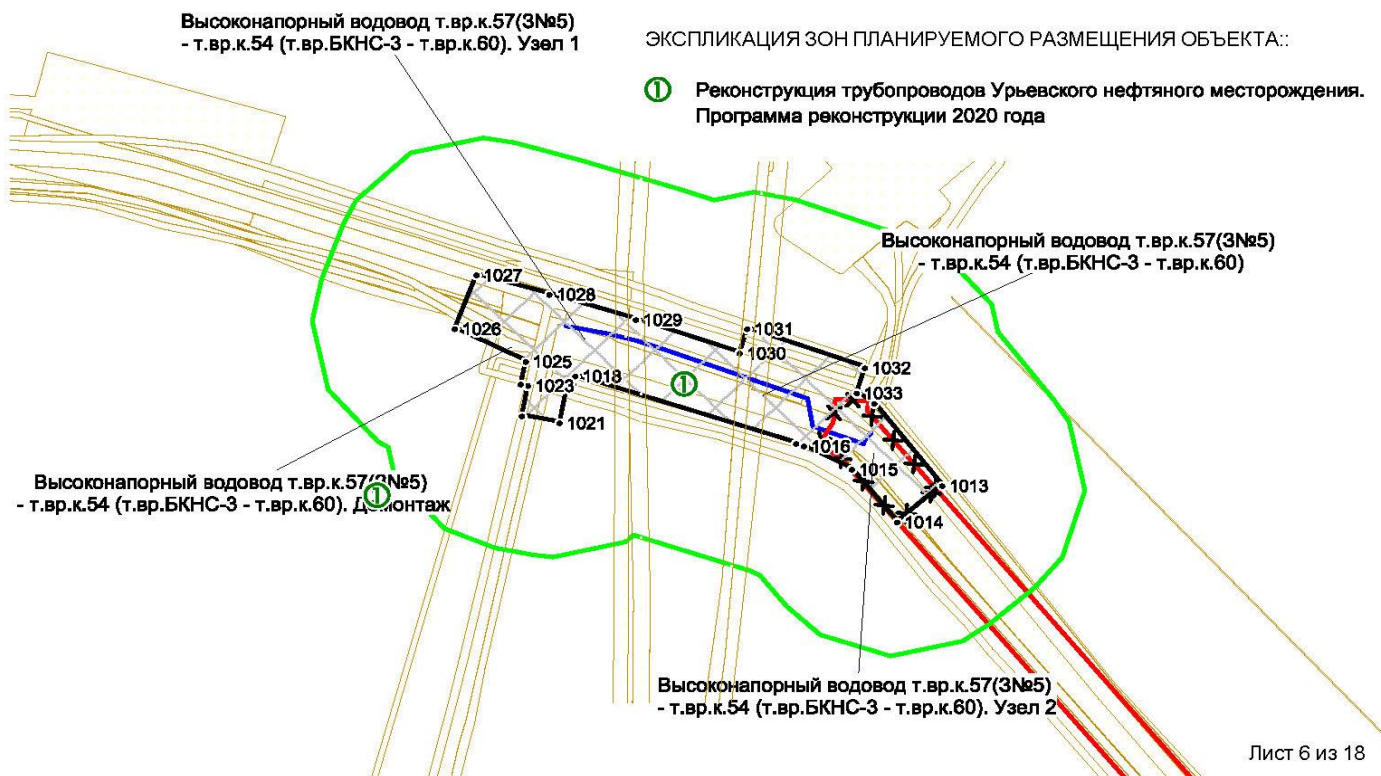 Высоконапорный водовод т.вр.к.57(3№5)
- т.вр.к.54 (т.вр.БКНС-3 - т.вр.к.60). Узел 1
ЭКСПЛИКАЦИЯ ЗОН ПЛАНИРУЕМОГО РАЗМЕЩЕНИЯ ОБЪЕКТА::
1 Реконструкция трубопроводов Урьевского нефтяного месторождения.
Программа реконструкции 2020 года
Высоконапорный водовод т.вр.к.57(3№5)
- т.вр.к.54 (т.вр.БКНС-3 - т.вр.к.60)
1027
1028
1029
1026
1031
1030
1025
1032
1018
1023
1
1033
1021
1016
1015
1013
1014
Высоконапорный водовод т.вр.к.57(3№5)
- т.вр.к.54 (т.вр.БКНС-3 - т.вр.к.60). Демонтаж
1
Высоконапорный водовод т.вр.к.57(3№5)
- т.вр.к.54 (т.вр.БКНС-3 - т.вр.к.60). Узел 2
Лист 6 из 18